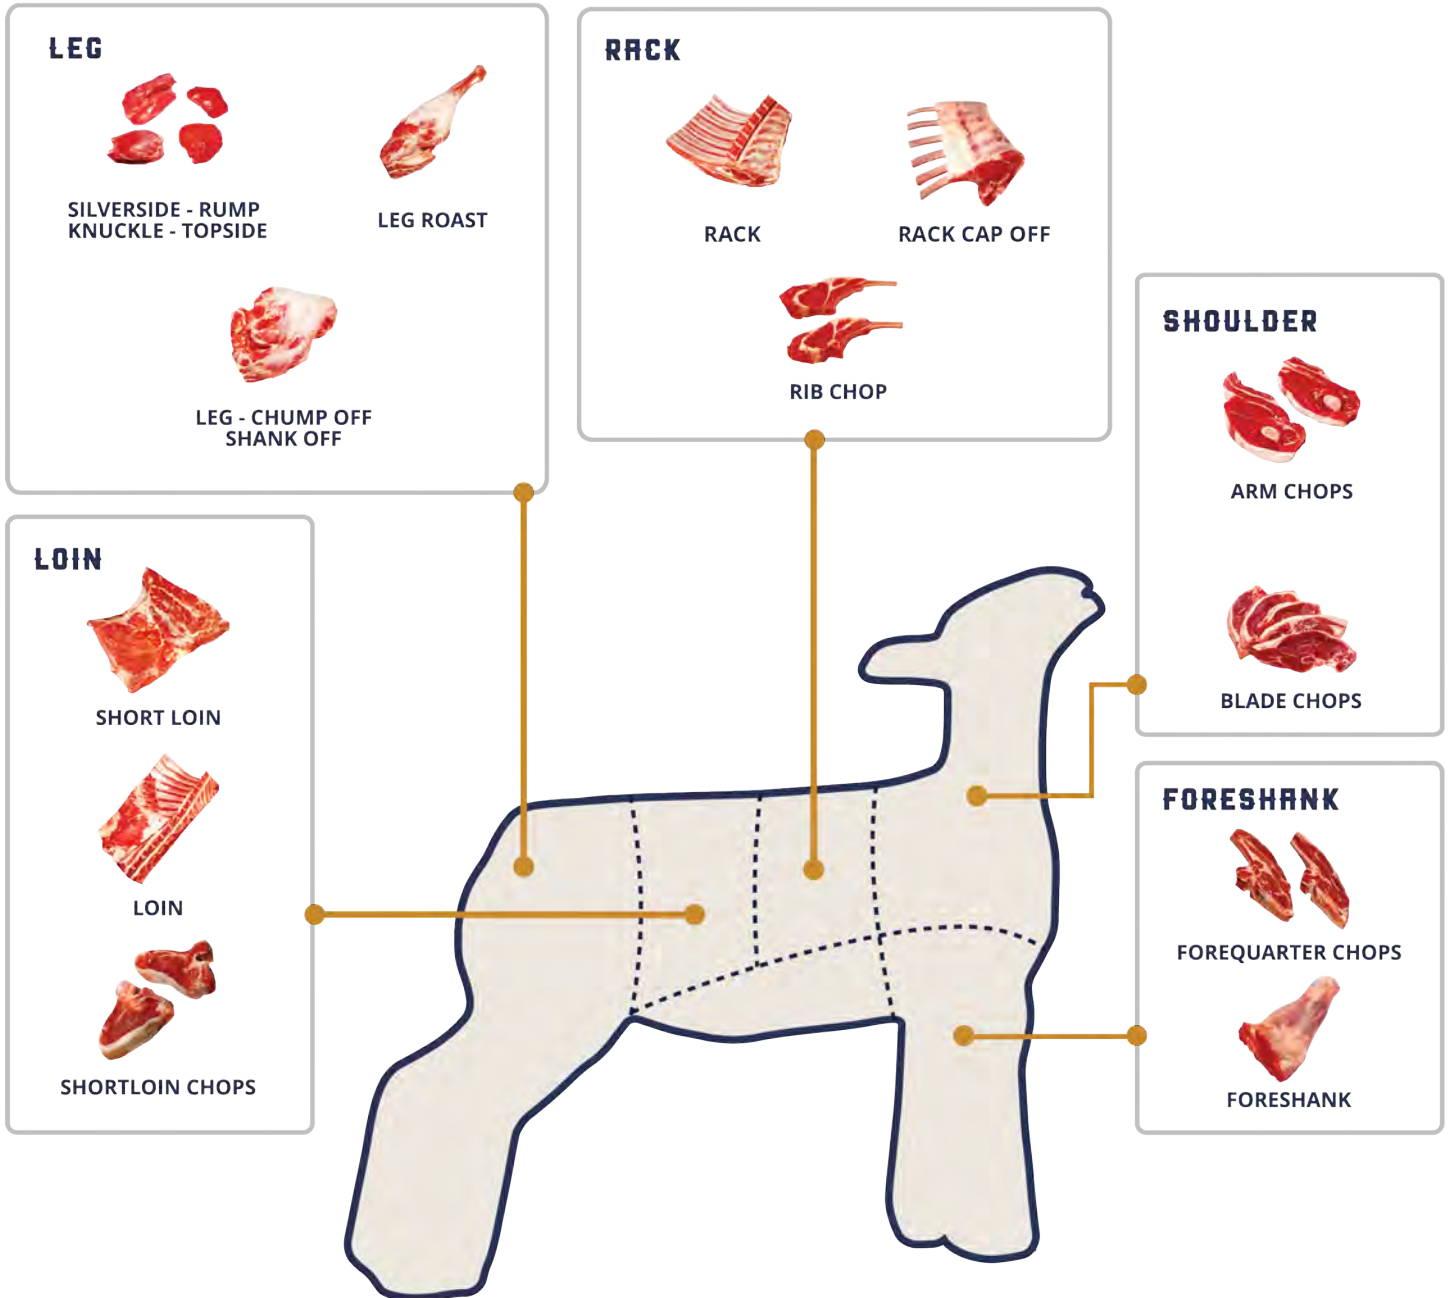 LEG
SILVERSIDE - RUMP
KNUCKLE - TOPSIDE
LEG ROAST
LEG - CHUMP OFF
SHANK OFF
RACK
RACK
RACK CAP OFF
RIB CHOP
SHOULDER
ARM CHOPS
BLADE CHOPS
LOIN
SHORT LOIN
LOIN
SHORTLOIN CHOPS
FORESHANK
FOREQUARTER CHOPS
FORESHANK